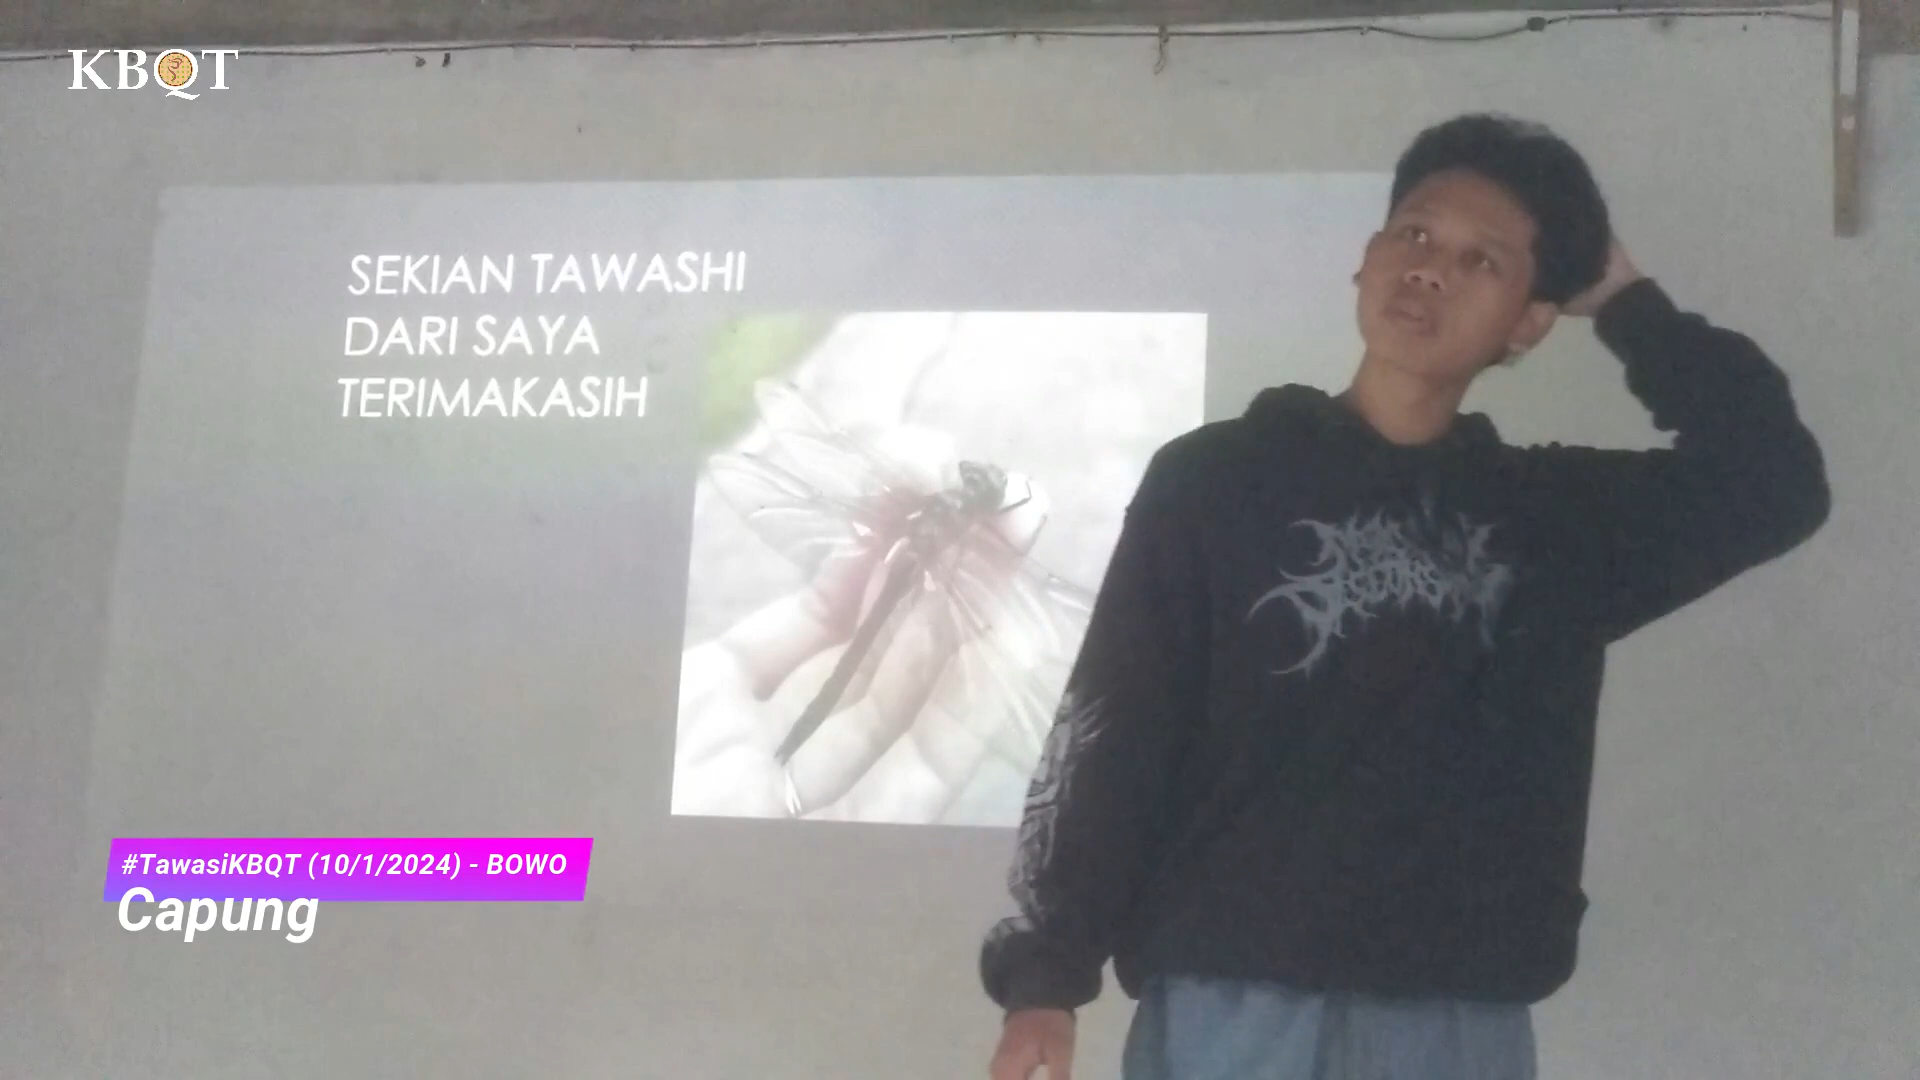 KBQT
SEKIAN TAWASHI
DARI SAYA
TERIMAKASIH
#TawasiKBQT (10/1/2024) - BOWO
Capung